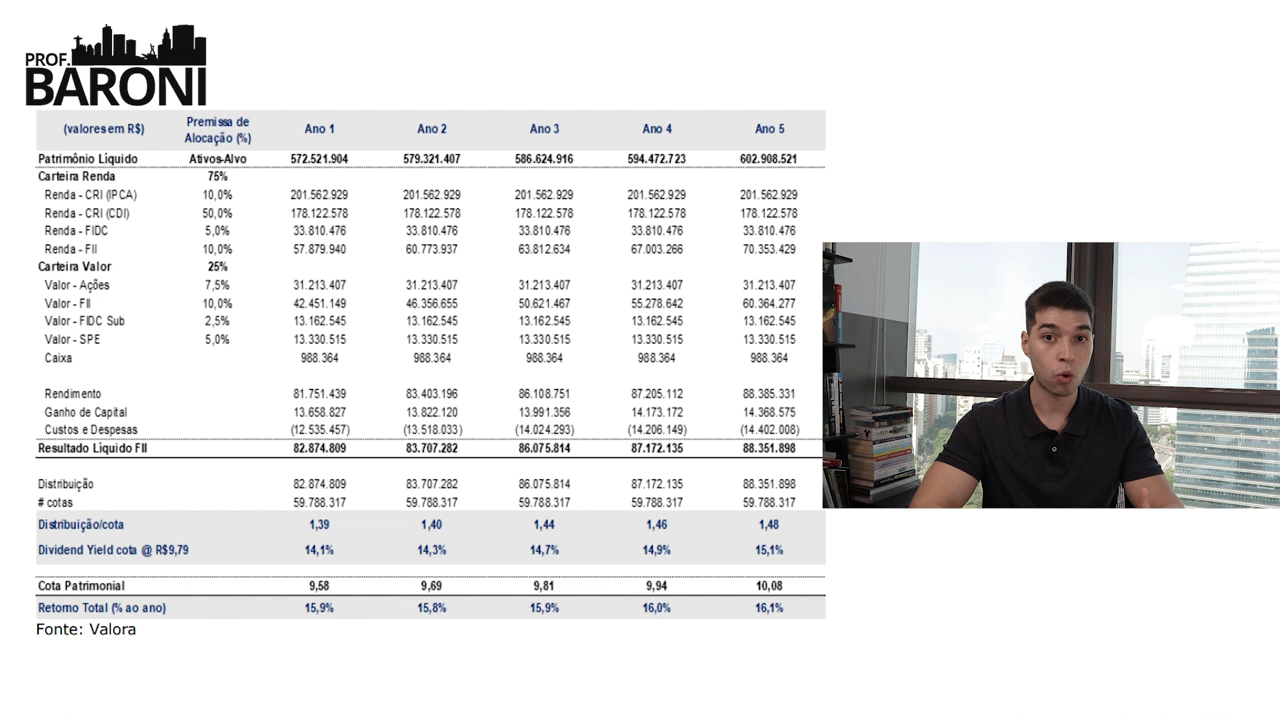 PROF.
BARONI
(valores em R$) Premissa de Alocação (%) Ano 1 Ano 2 Ano 3 Ano 4 Ano 5
Patrimônio Líquido Ativos-Alvo 572.521.904 579.321.407 586.624.916 594.472.723 602.908.521
Carteira Renda 75%
Renda - CRI (IPCA) 10,0% 201.562.929 201.562.929 201.562.929 201.562.929 201.562.929
Renda - CRI (CDI) 50,0% 178.122.578 178.122.578 178.122.578 178.122.578 178.122.578
Renda - FIDC 5,0% 33.810.476 33.810.476 33.810.476 33.810.476 33.810.476
Renda - FII 10,0% 57.879.940 60.773.937 63.812.634 67.003.266 70.353.429
Carteira Valor 25%
Valor - Ações 7,5% 31.213.407 31.213.407 31.213.407 31.213.407 31.213.407
Valor - FII 10,0% 42.451.149 46.356.655 50.621.467 55.278.642 60.364.277
Valor - FIDC Sub 2,5% 13.162.545 13.162.545 13.162.545 13.162.545 13.162.545
Valor - SPE 5,0% 13.330.515 13.330.515 13.330.515 13.330.515 13.330.515
Caixa 988.364 988.364 988.364 988.364 988.364
Rendimento 81.751.439 83.403.196 86.108.751 87.205.112 88.385.331
Ganho de Capital 13.658.827 13.822.120 13.991.356 14.173.172 14.368.575
Custos e Despesas (12.535.457) (13.518.033) (14.024.293) (14.206.149) (14.402.008)
Resultado Líquido FII 82.874.809 83.707.282 86.075.814 87.172.135 88.351.898
Distribuição 82.874.809 83.707.282 86.075.814 87.172.135 88.351.898
# cotas 59.788.317 59.788.317 59.788.317 59.788.317 59.788.317
Distribuição/cota 1,39 1,40 1,44 1,46 1,48
Dividend Yield cota @ R$9,79 14,1% 14,3% 14,7% 14,9% 15,1%
Cota Patrimonial 9,58 9,69 9,81 9,94 10,08
Retorno Total (% ao ano) 15,9% 15,8% 15,9% 16,0% 16,1%
Fonte: Valora